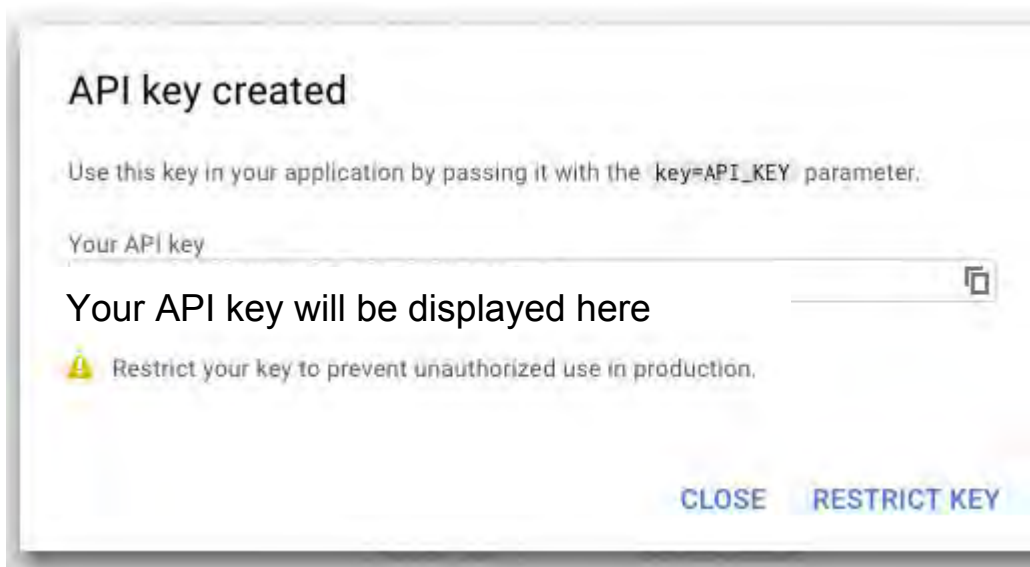 API key created
Use this key in your application by passing it with the key=API_KEY parameter.
Your API key
Your API key will be displayed here
Restrict your key to prevent unauthorized use in production.
CLOSE RESTRICT KEY